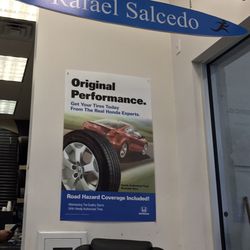 Rafael Salcedo
Original
Performance.
Get Your Tires Today
From The Real Honda Experts.
Road Hazard Coverage Included!